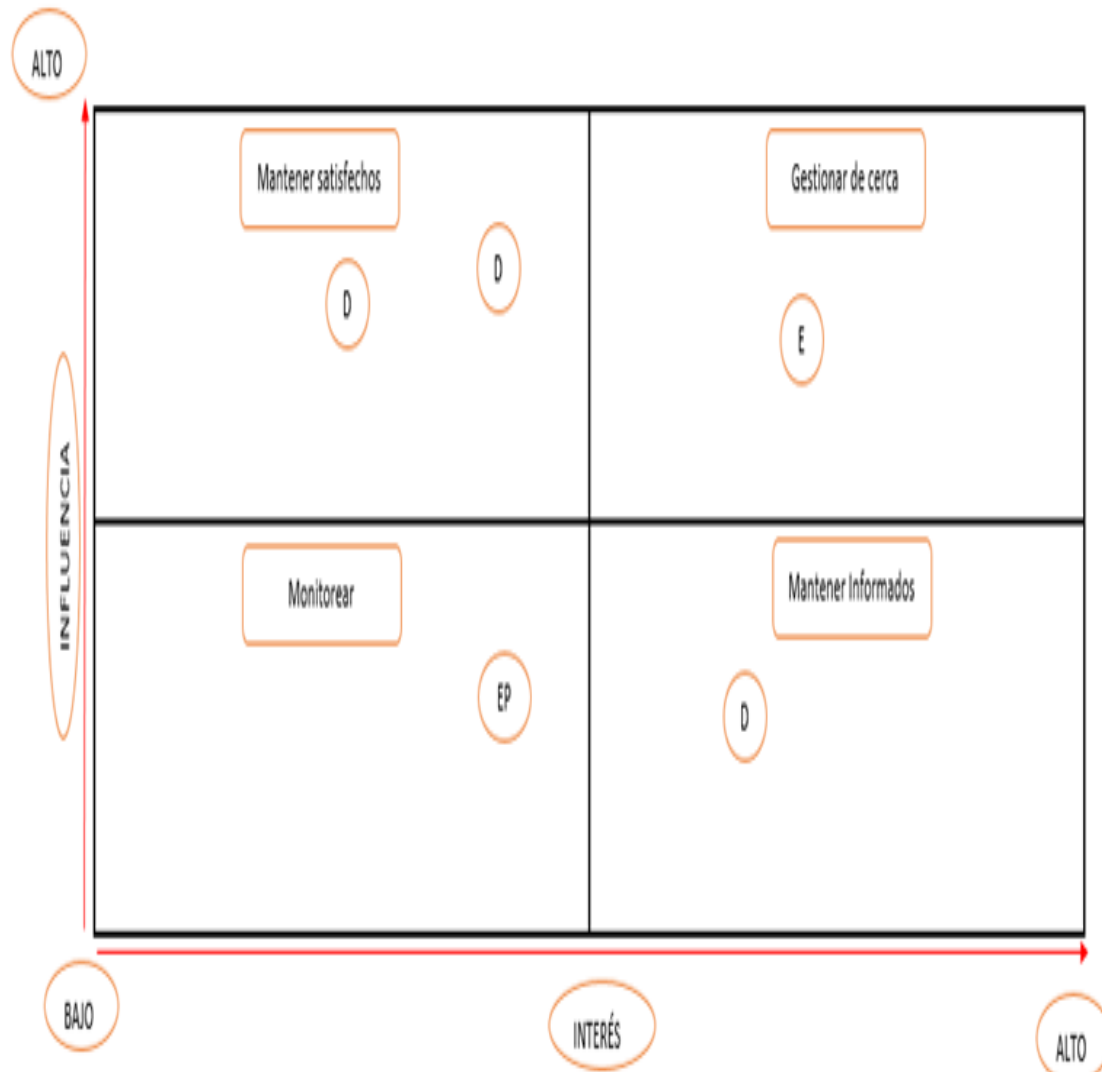 ALTO
Mantener satisfechos
Gestionar de cerca
D
D
E
INFLUENCIA
Monitorear
Mantener Informados
EP
D
BAJO
INTERÉS
ALTO